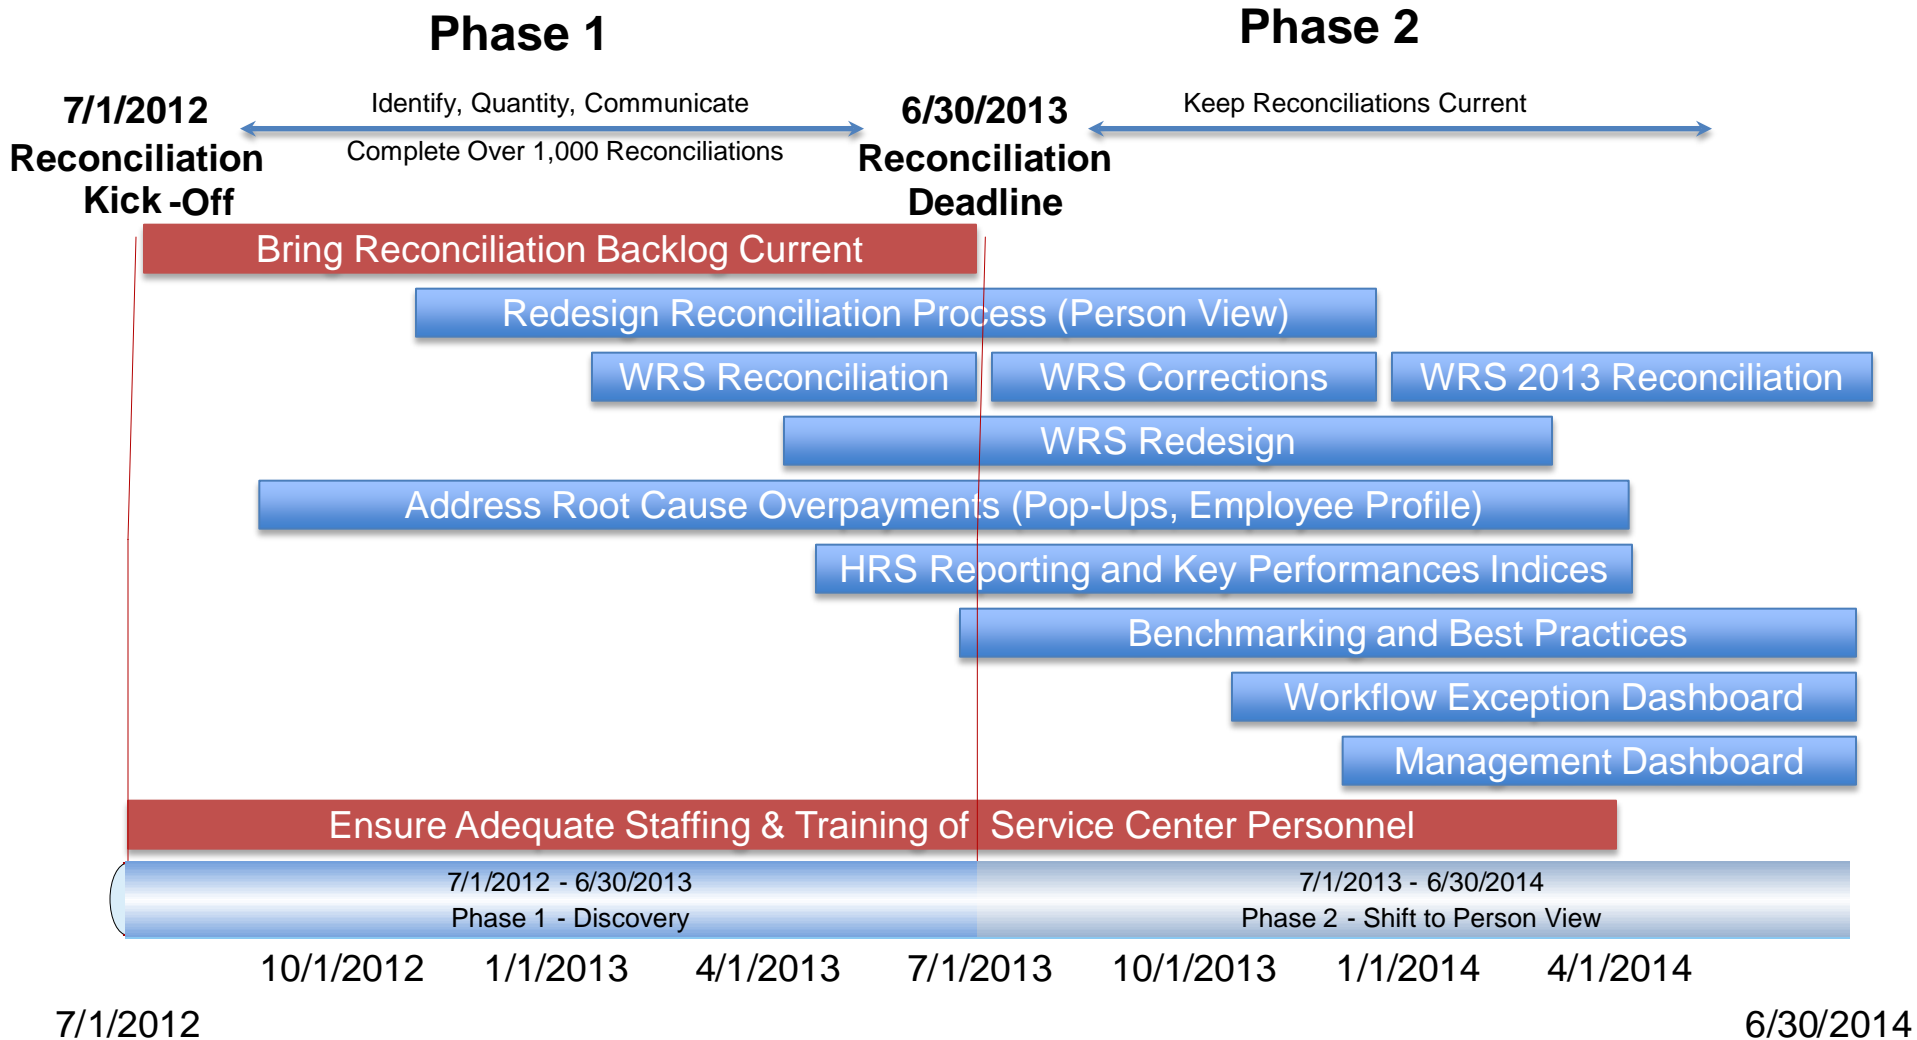 Phase 1
Phase 2
7/1/2012
Reconciliation
Kick -Off
Identify, Quantity, Communicate
Complete Over 1,000 Reconciliations
6/30/2013
Reconciliation
Deadline
Keep Reconciliations Current
Bring Reconciliation Backlog Current
Redesign Reconciliation Process (Person View)
WRS Reconciliation
WRS Corrections
WRS 2013 Reconciliation
WRS Redesign
Address Root Cause Overpayments (Pop-Ups, Employee Profile)
HRS Reporting and Key Performances Indices
Benchmarking and Best Practices
Workflow Exception Dashboard
Management Dashboard
Ensure Adequate Staffing & Training of Service Center Personnel
7/1/2012 - 6/30/2013
Phase 1 - Discovery
7/1/2013 - 6/30/2014
Phase 2 - Shift to Person View
10/1/2012
1/1/2013
4/1/2013
7/1/2013
10/1/2013
1/1/2014
4/1/2014
7/1/2012
6/30/2014